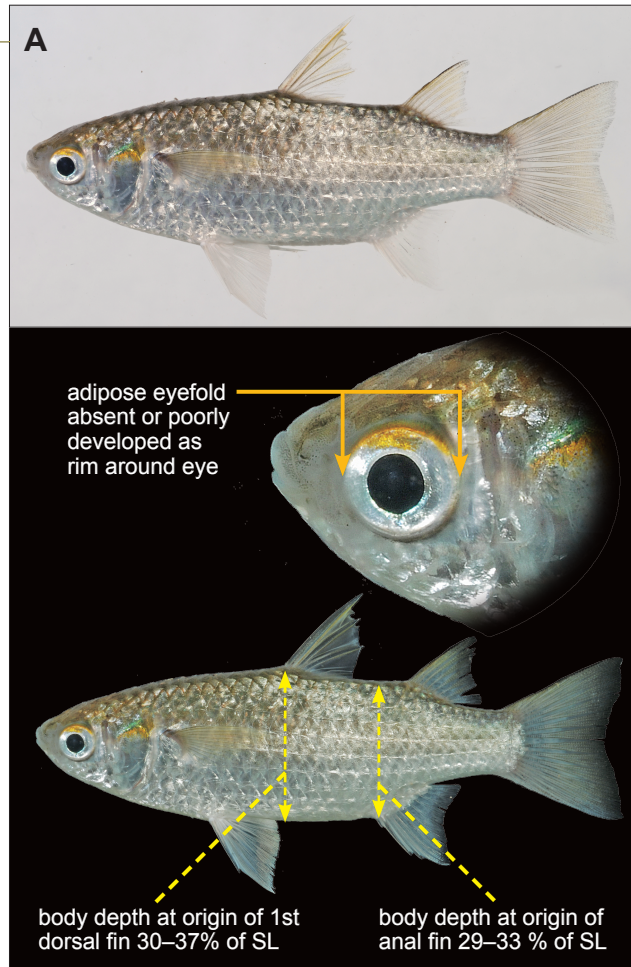 A
adipose eyefold
absent or poorly
developed as
rim around eye
body depth at origin of 1st
dorsal fin 30–37% of SL
body depth at origin of
anal fin 29–33 % of SL